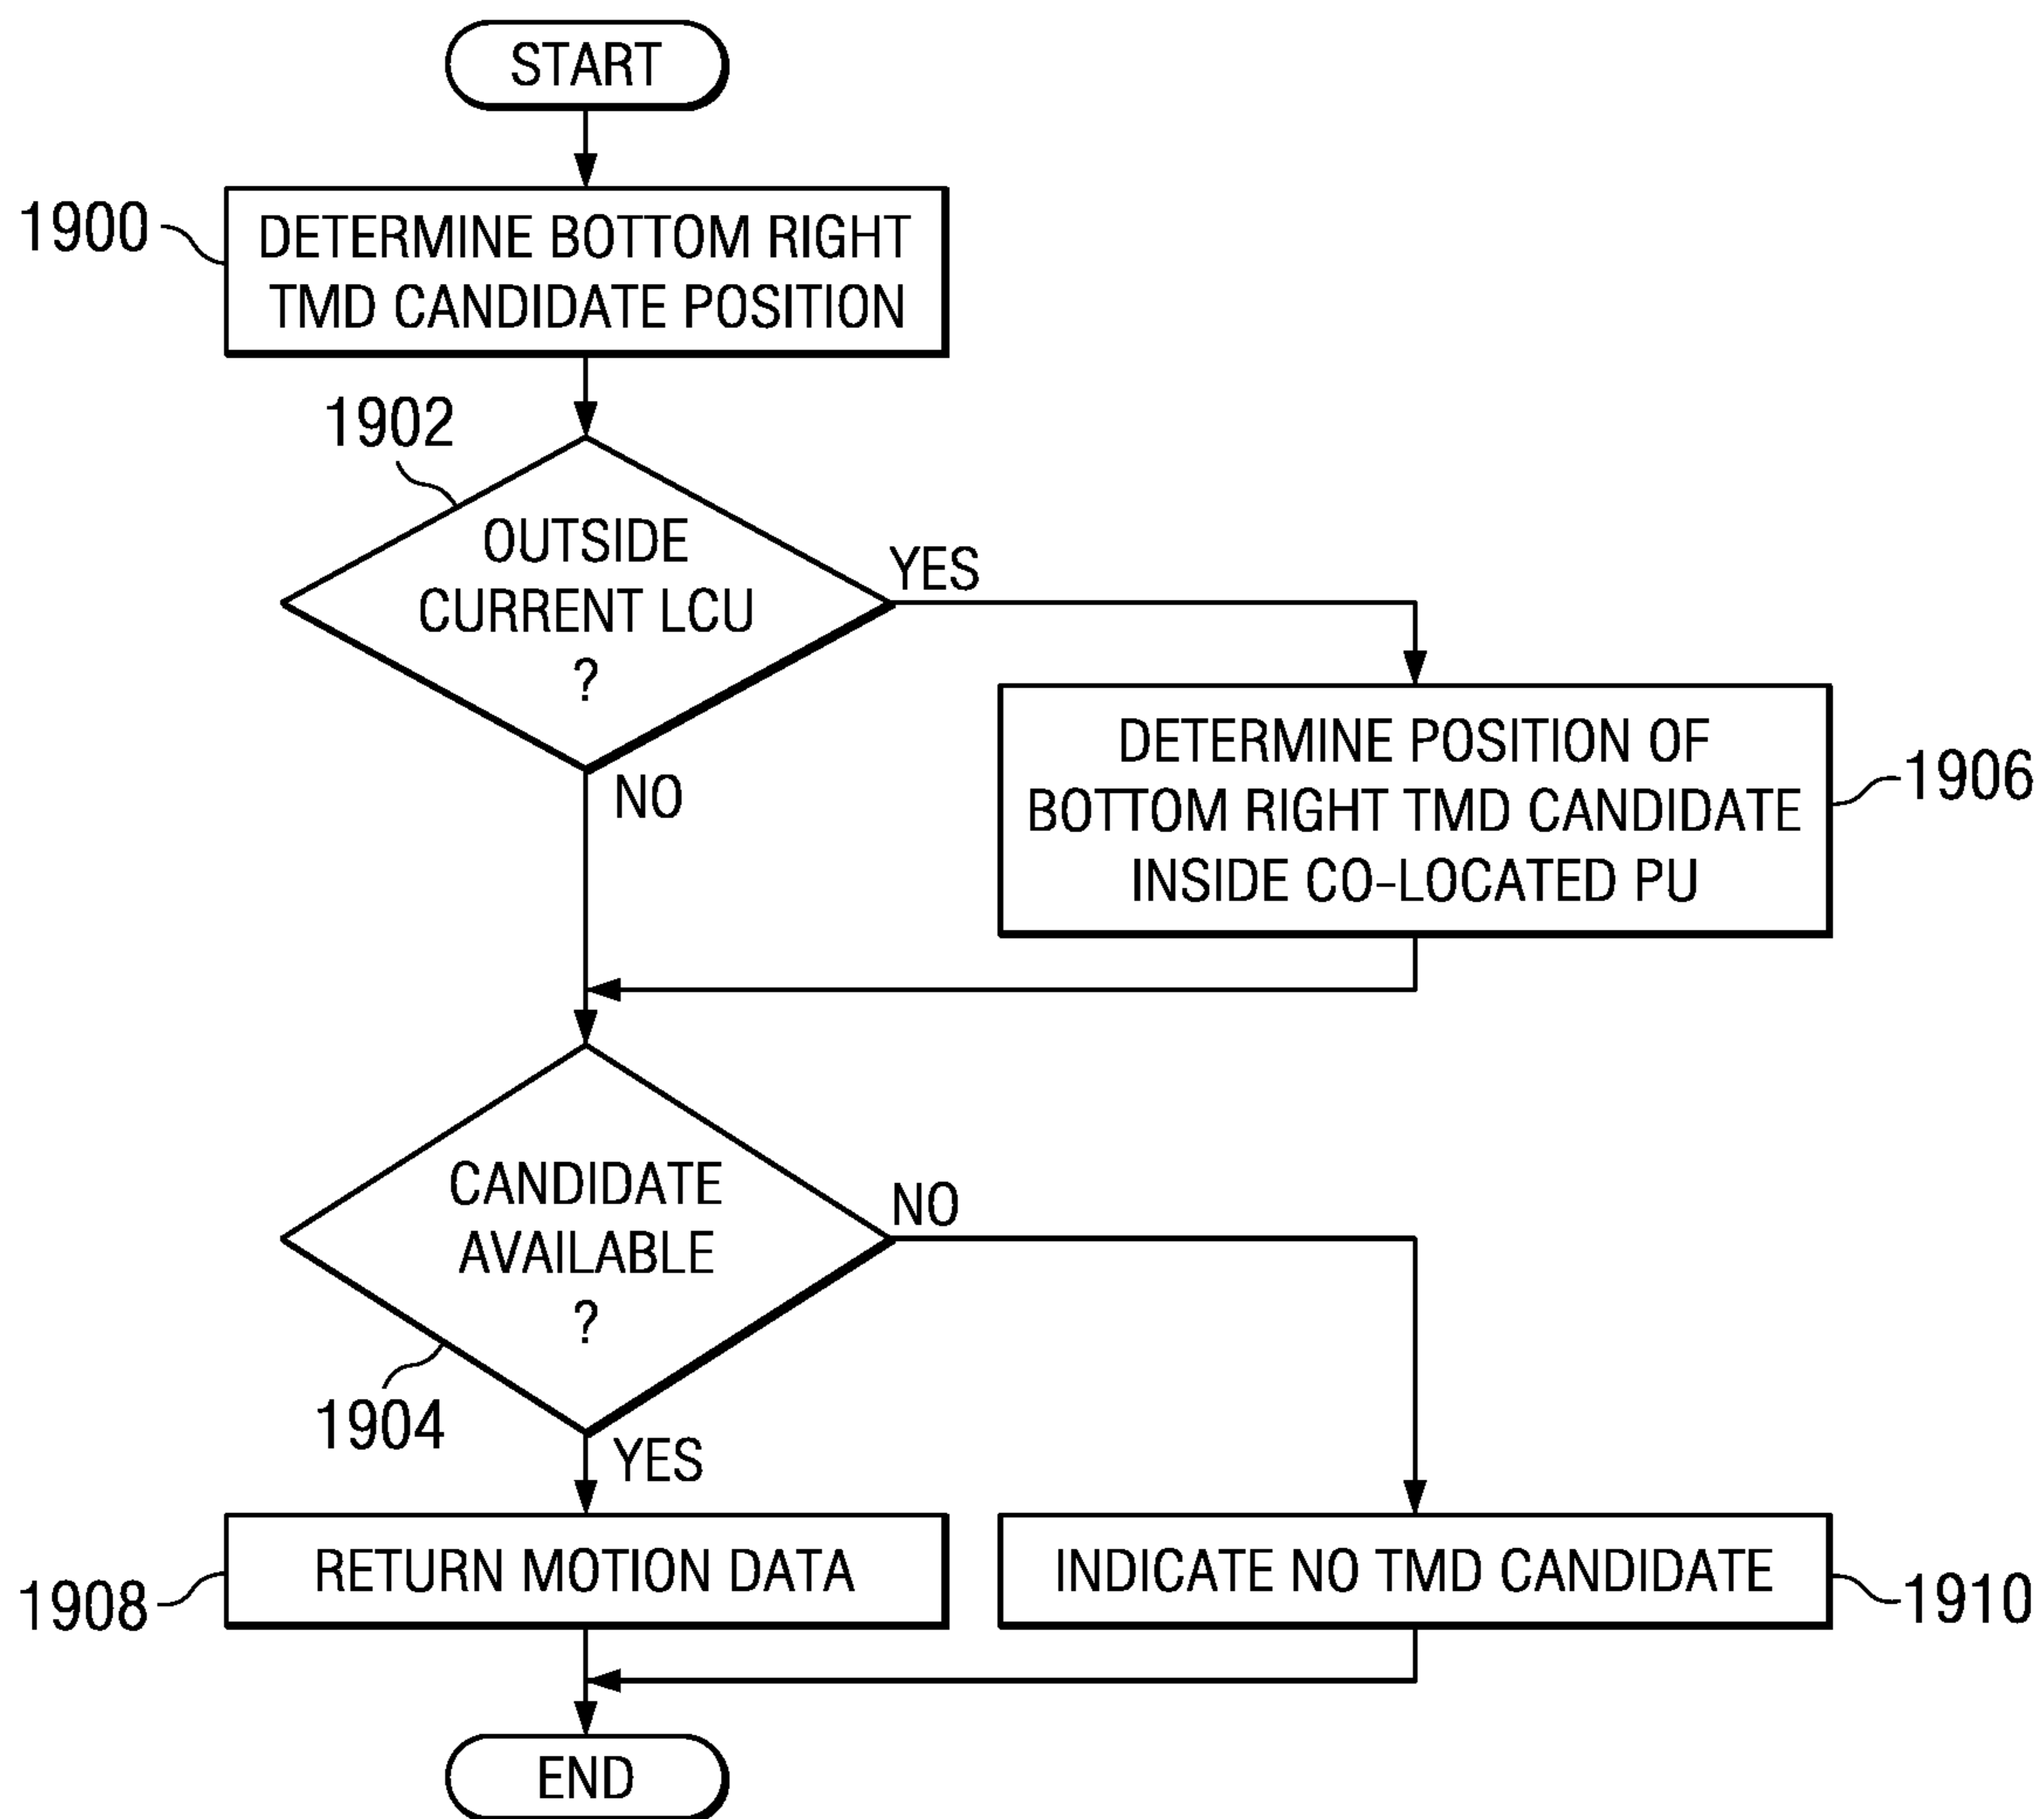 START
1900
DETERMINE BOTTOM RIGHT
TMD CANDIDATE POSITION
1902
OUTSIDE
CURRENT LCU
?
YES
NO
DETERMINE POSITION OF
BOTTOM RIGHT TMD CANDIDATE
INSIDE CO-LOCATED PU
1906
CANDIDATE
AVAILABLE
?
NO
1904
YES
RETURN MOTION DATA
1908
INDICATE NO TMD CANDIDATE
1910
END